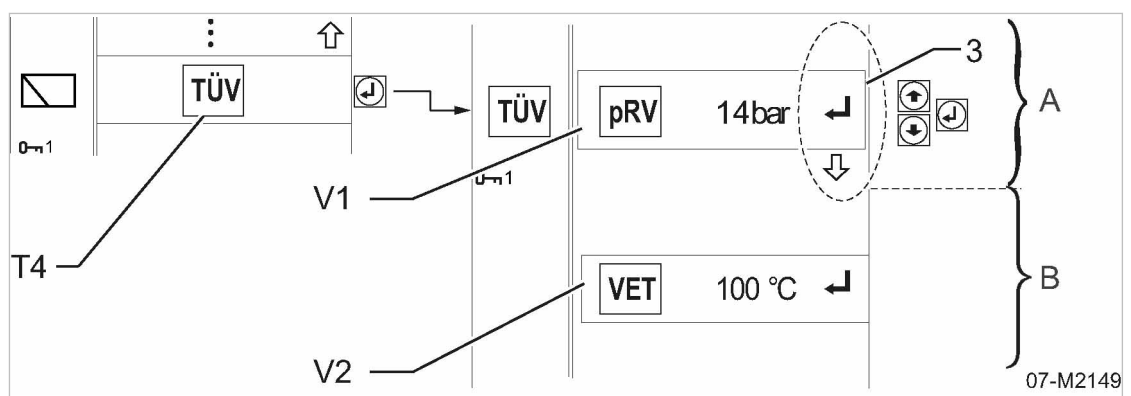 TÜV
1
T4
TÜV
1
pRV 14bar
3
A
V1
VET 100 °C
B
V2
07-M2149